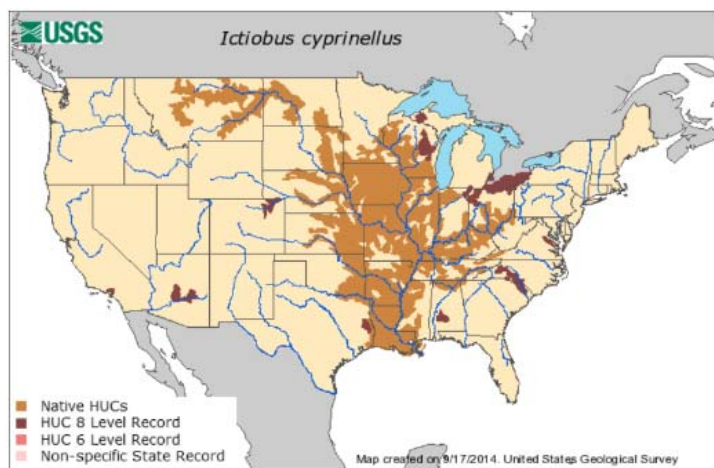 USGS
Ictiobus cyprinellus
Native HUCs
HUC 8 Level Record
HUC 6 Level Record
Non-specific State Record
Map created on 9/17/2014. United States Geological Survey